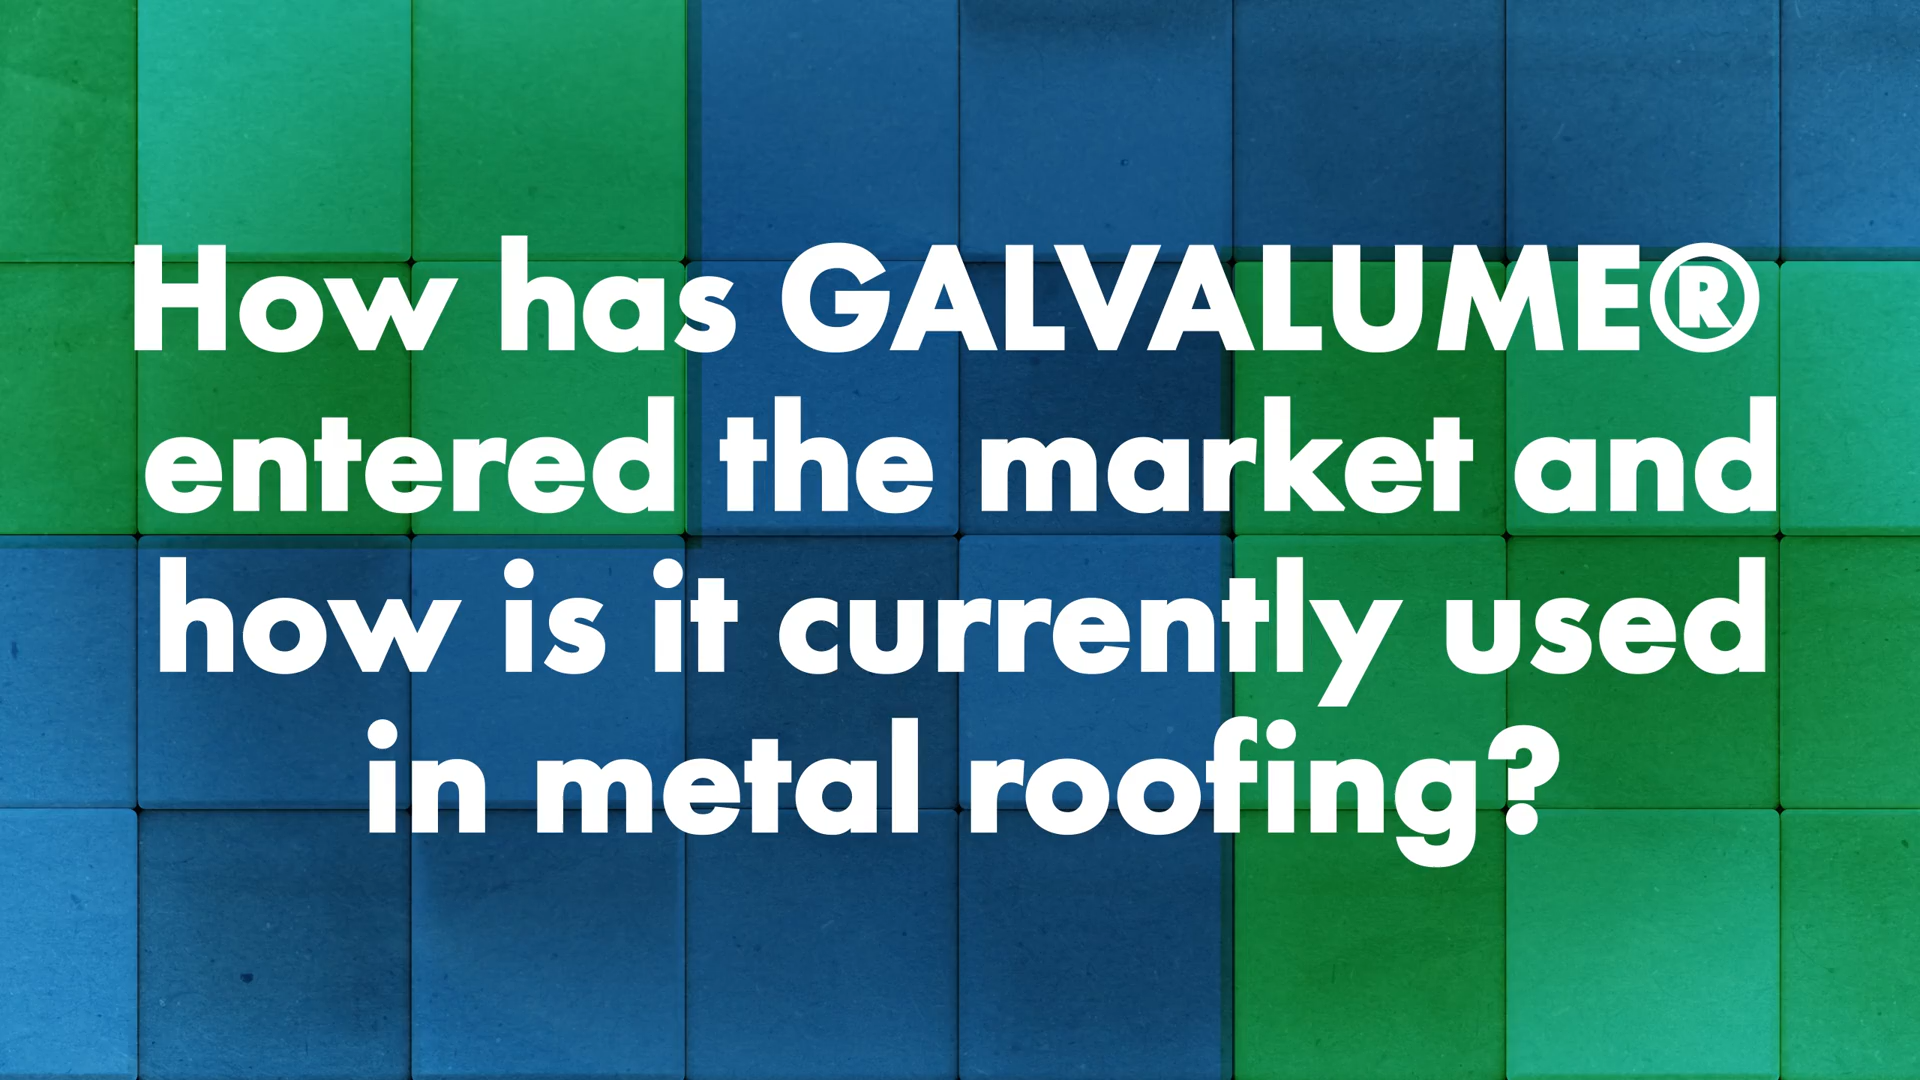 How has GALVALUME®
entered the market and
how is it currently used
in metal roofing?